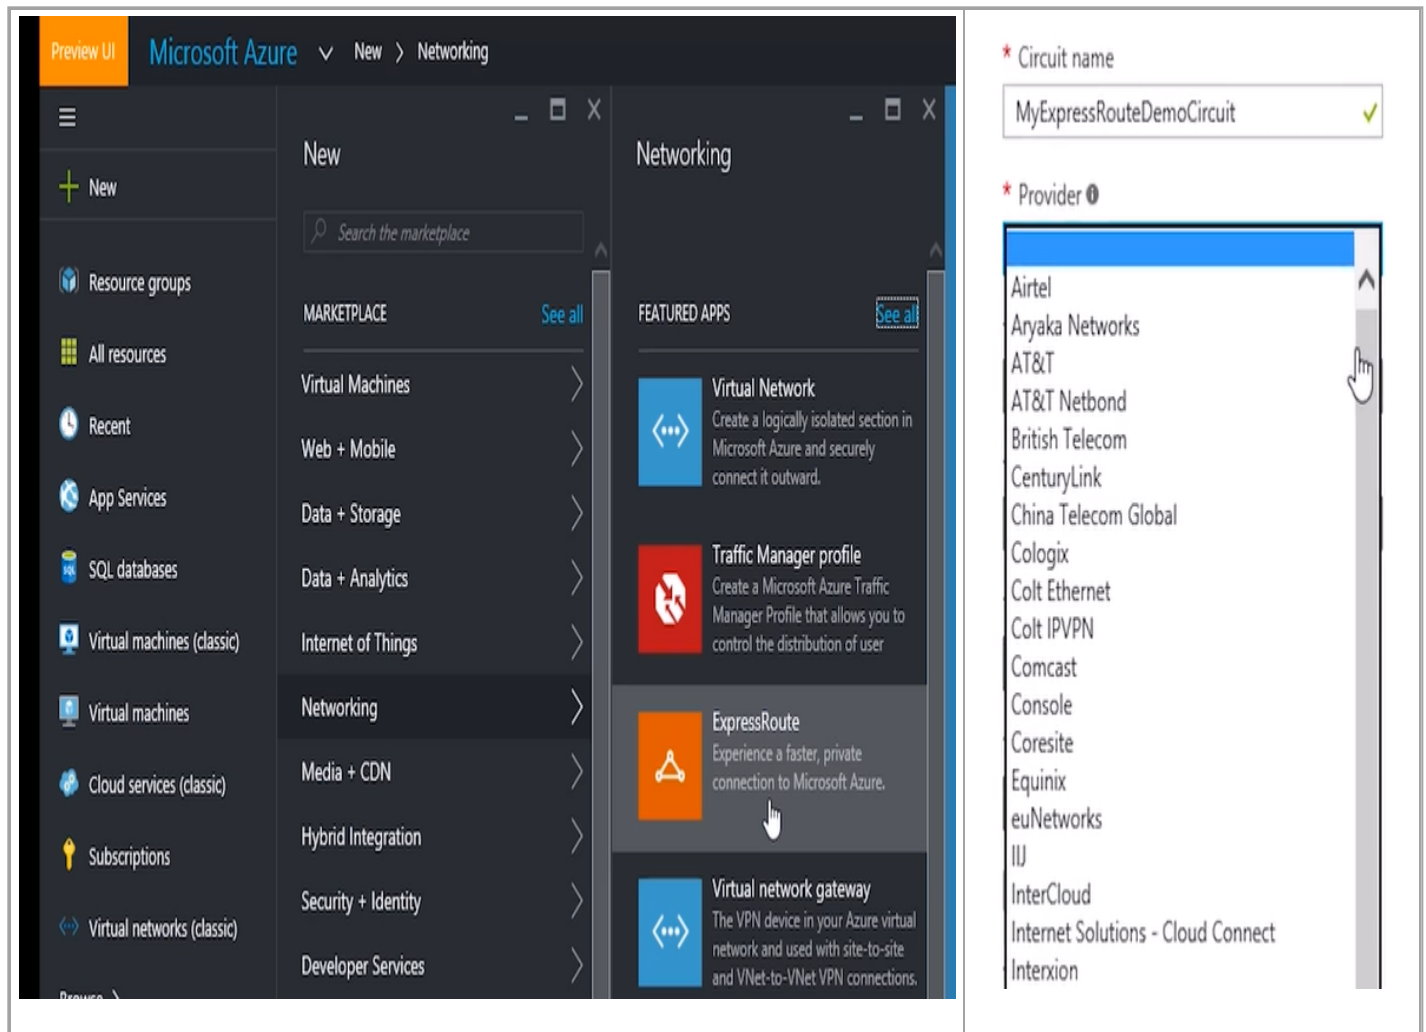 Preview UI
Microsoft Azure
New > Networking
New
Resource groups
All resources
Recent
App Services
SQL databases
Virtual machines (classic)
Virtual machines
Cloud services (classic)
Subscriptions
Virtual networks (classic)
Browse >
New
Search the marketplace
MARKETPLACE
See all
Virtual Machines
Web + Mobile
Data + Storage
Data + Analytics
Internet of Things
Networking
Media + CDN
Hybrid Integration
Security + Identity
Developer Services
Networking
FEATURED APPS
See all
Virtual Network
Create a logically isolated section in
Microsoft Azure and securely
connect it outward.
Traffic Manager profile
Create a Microsoft Azure Traffic
Manager Profile that allows you to
control the distribution of user
ExpressRoute
Experience a faster, private
connection to Microsoft Azure.
Virtual network gateway
The VPN device in your Azure virtual
network and used with site-to-site
and VNet-to-VNet VPN connections.
* Circuit name
MyExpressRouteDemoCircuit
* Provider
Airtel
Aryaka Networks
AT&T
AT&T Netbond
British Telecom
CenturyLink
China Telecom Global
Cologix
Colt Ethernet
Colt IPVPN
Comcast
Console
Coresite
Equinix
euNetworks
IIJ
InterCloud
Internet Solutions - Cloud Connect
Interxion